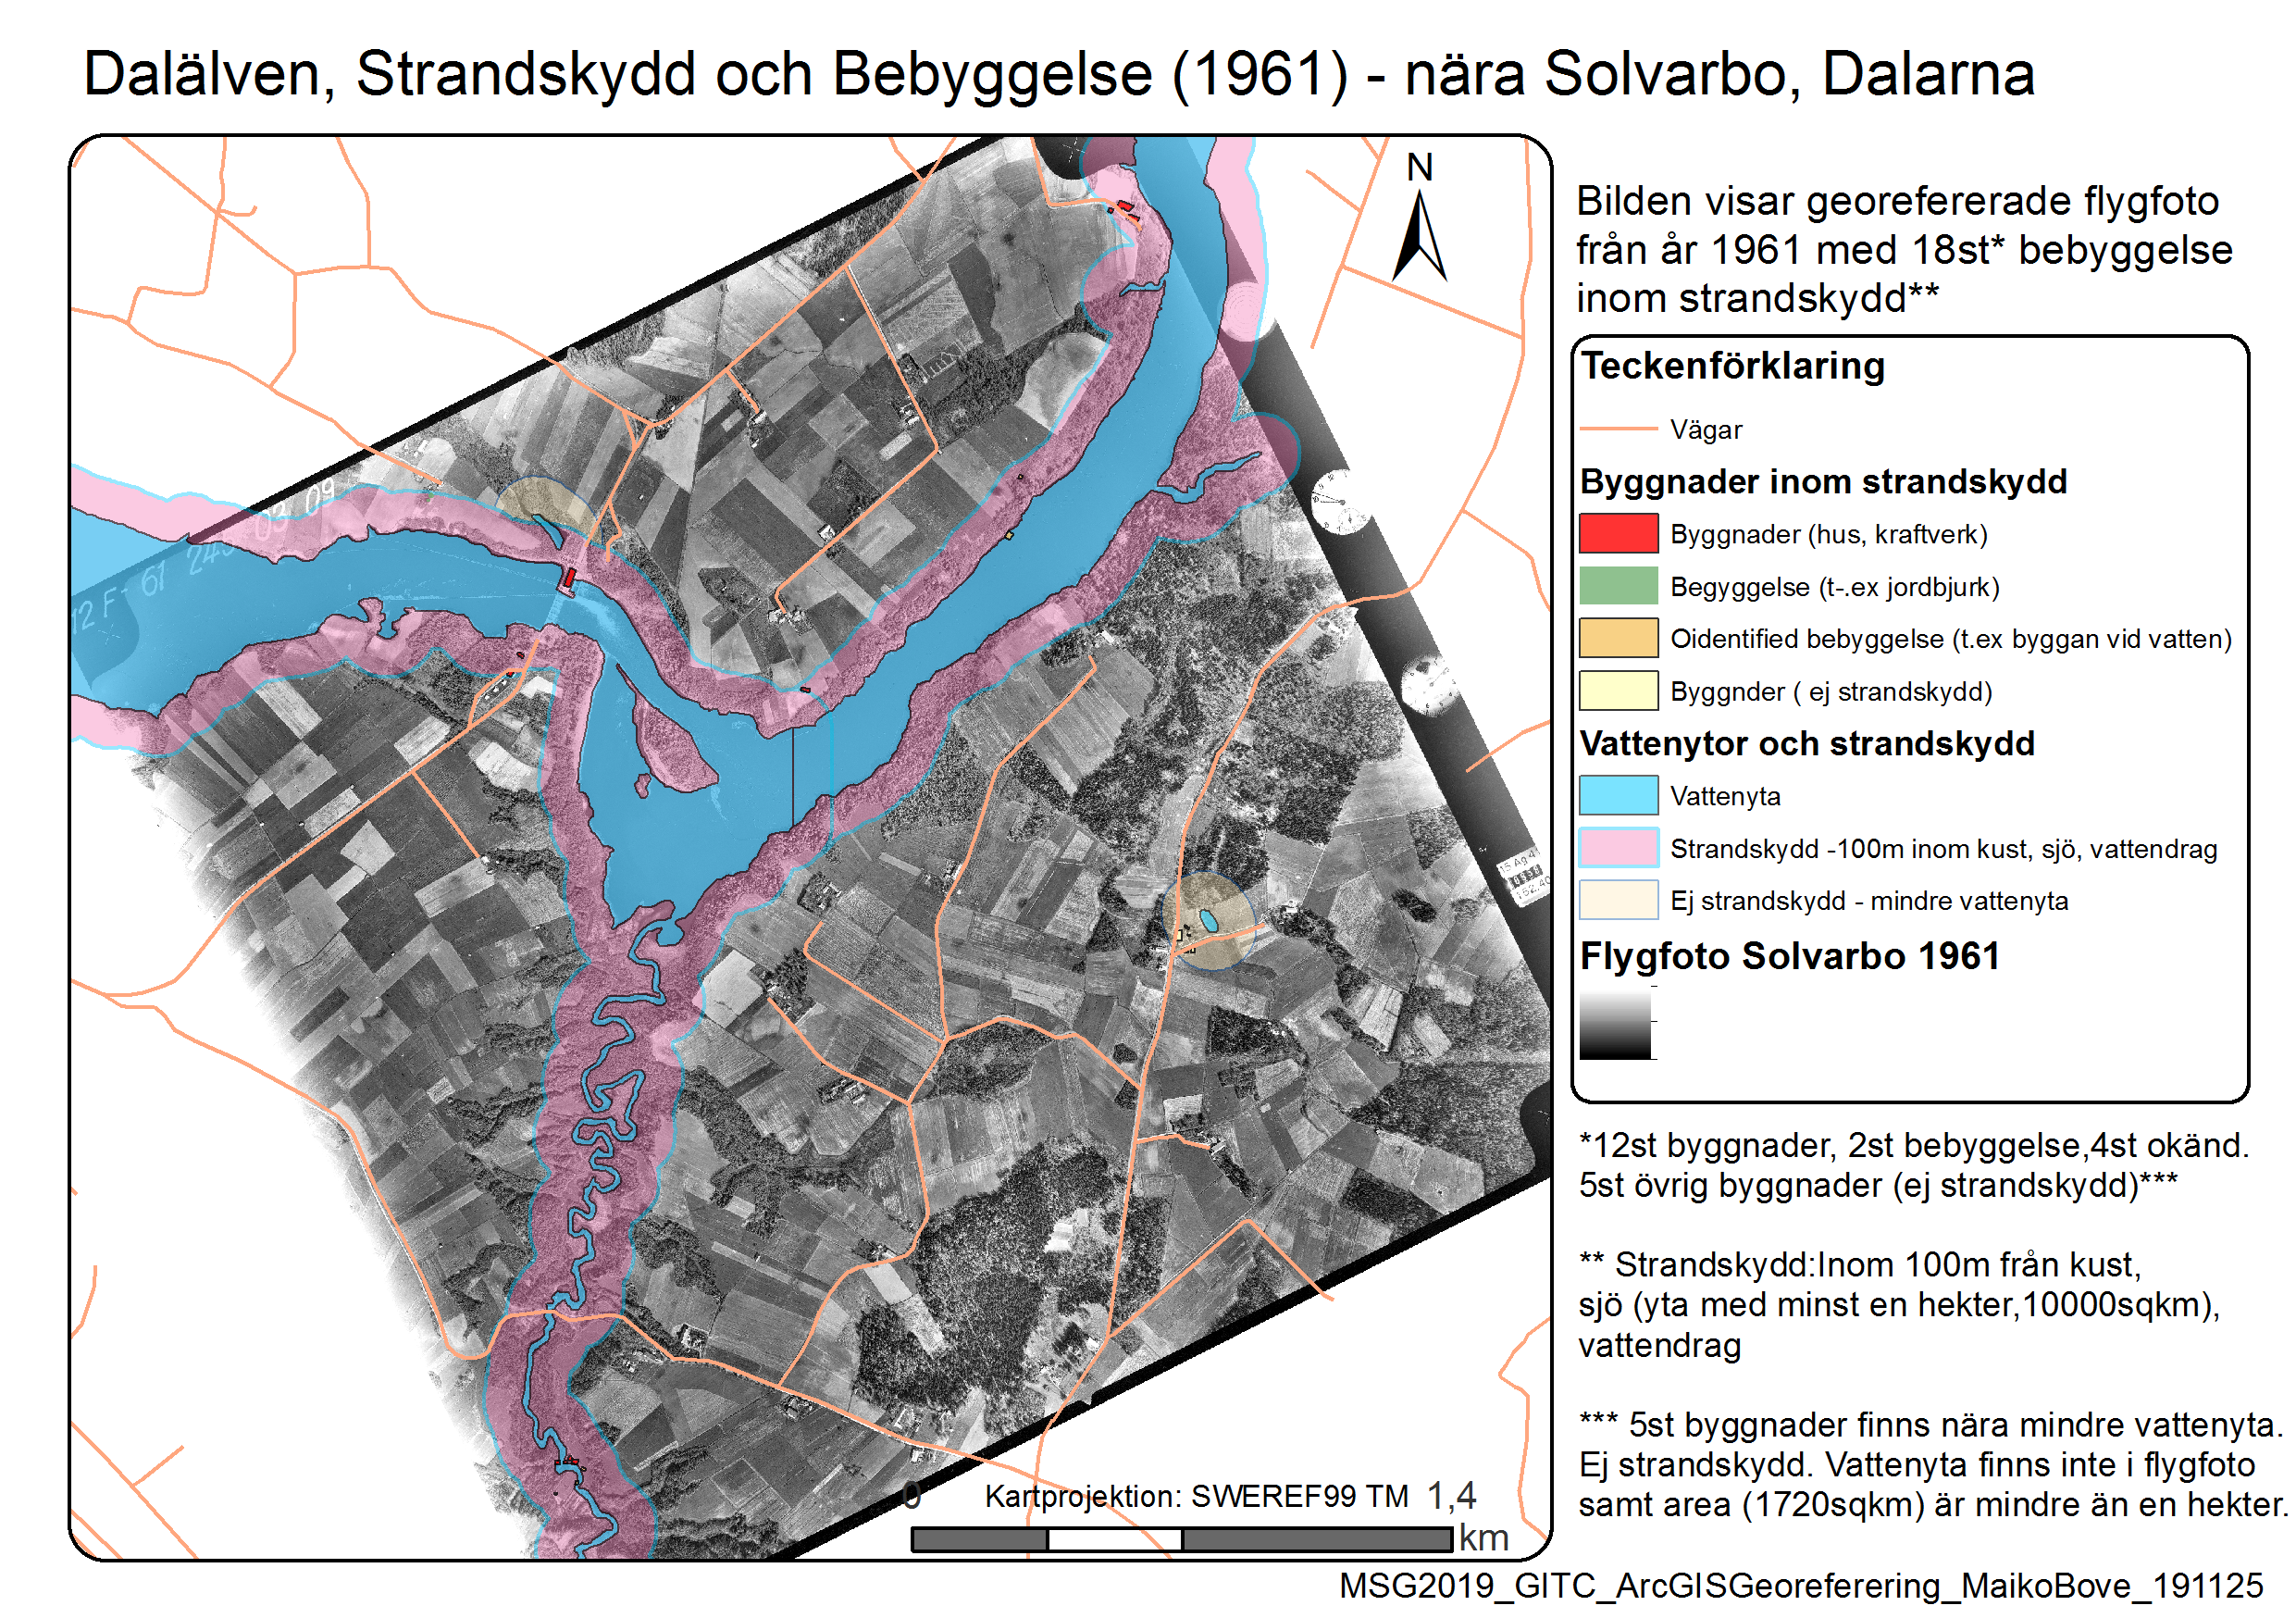 Dalälven, Strandskydd och Bebyggelse (1961) - nära Solvarbo, Dalarna
N
09
12 F- 61
Bilden visar georefererade flygfoto
från år 1961 med 18st* bebyggelse
inom strandskydd**
Teckenförklaring
Vägar
Byggnader inom strandskydd
Byggnader (hus, kraftverk)
Begyggelse (t-.ex jordbjurk)
Oidentified bebyggelse (t.ex byggan vid vatten)
Byggnder ( ej strandskydd)
Vattenytor och strandskydd
Vattenyta
Strandskydd -100m inom kust, sjö, vattendrag
Ej strandskydd - mindre vattenyta
Flygfoto Solvarbo 1961
*12st byggnader, 2st bebyggelse,4st okänd.
5st övrig byggnader (ej strandskydd)***
** Strandskydd:Inom 100m från kust,
sjö (yta med minst en hekter,10000sqkm),
vattendrag
*** 5st byggnader finns nära mindre vattenyta.
Ej strandskydd. Vattenyta finns inte i flygfoto
samt area (1720sqkm) är mindre än en hekter.
0 Kartprojektion: SWEREF99 TM 1,4
km
MSG2019_GITC_ArcGISGeoreferering_MaikoBove_191125